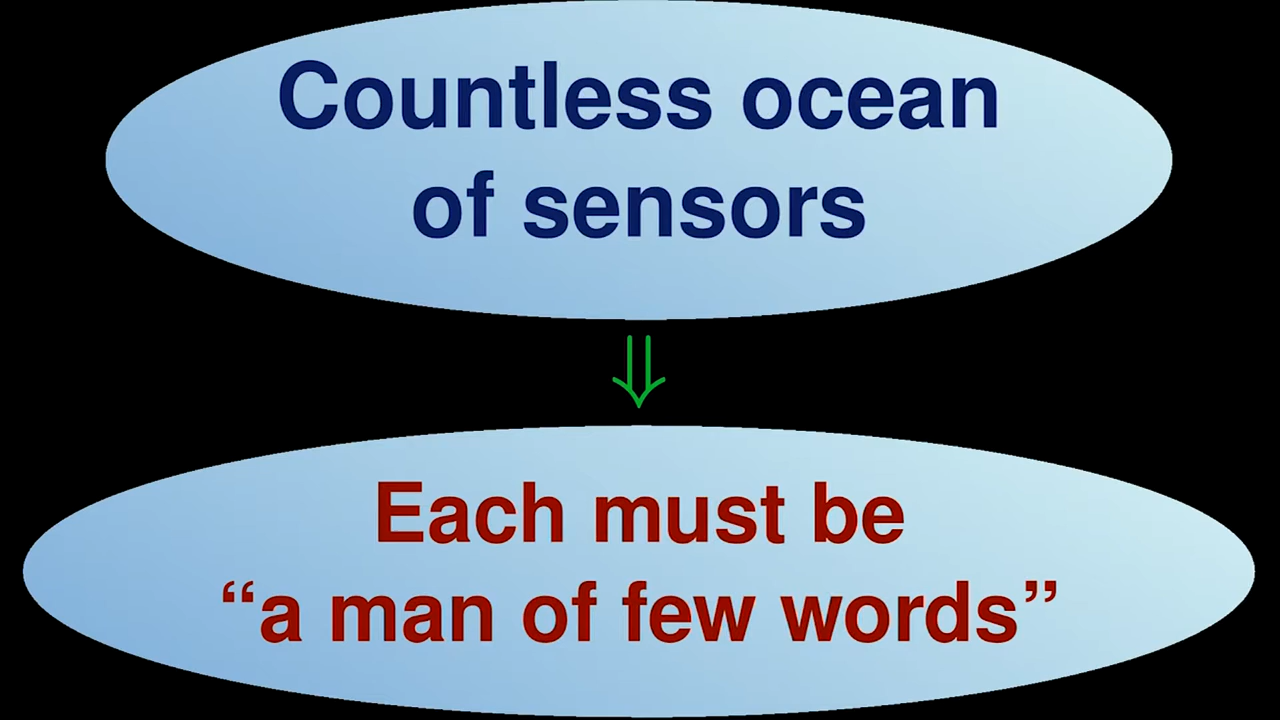 Countless ocean
of sensors
⇓
Each must be
“a man of few words”